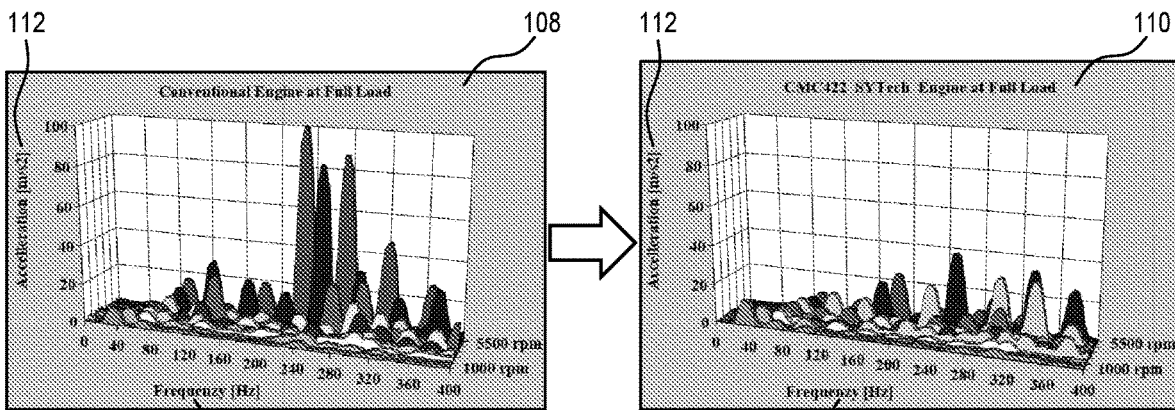 112
108
112
110
Conventional Engine at Full Load
100
80
60
40
20
0
Accelleration [m/s2]
0 40 80 120 160 200 240 280 320 360 400
5500 rpm
1000 rpm
Frequenzy [Hz]
CMC422 SYTech Engine at Full Load
100
80
60
40
20
0
Accelleration [m/s2]
0 40 80 120 160 200 240 280 320 360 400
5500 rpm
1000 rpm
Frequenzy [Hz]